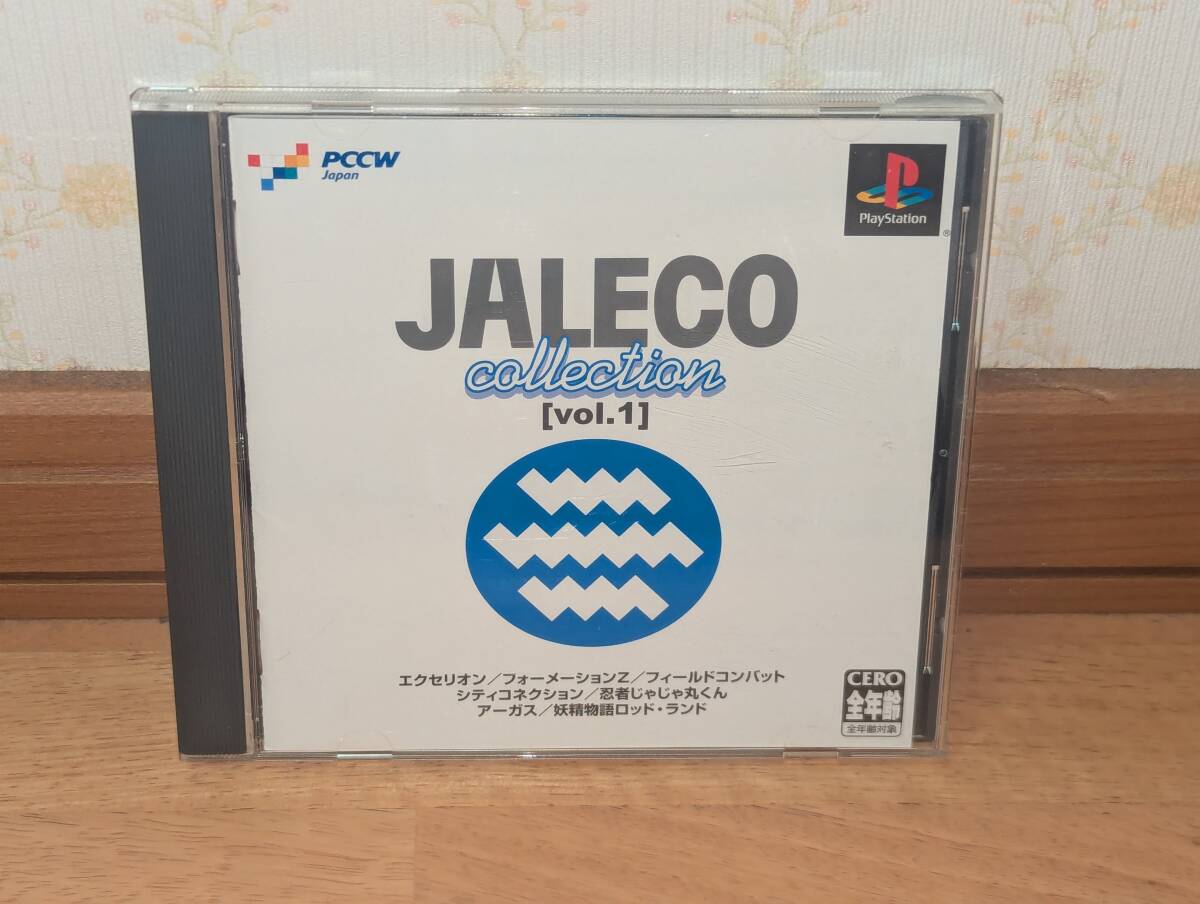 PCCW
Japan
PlayStation
®
JALECO
collection
[vol.1]
エクセリオン/フォーメーションZ/フィールドコンバット
シティコネクション/忍者じゃじゃ丸くん
アーガス/妖精物語ロッド・ランド
CERO
全年齢
全年齢対象